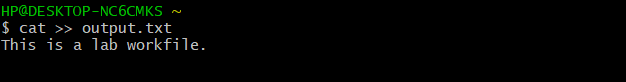 HP@DESKTOP-NC6CMKS ~
$ cat >> output.txt
This is a lab workfile.